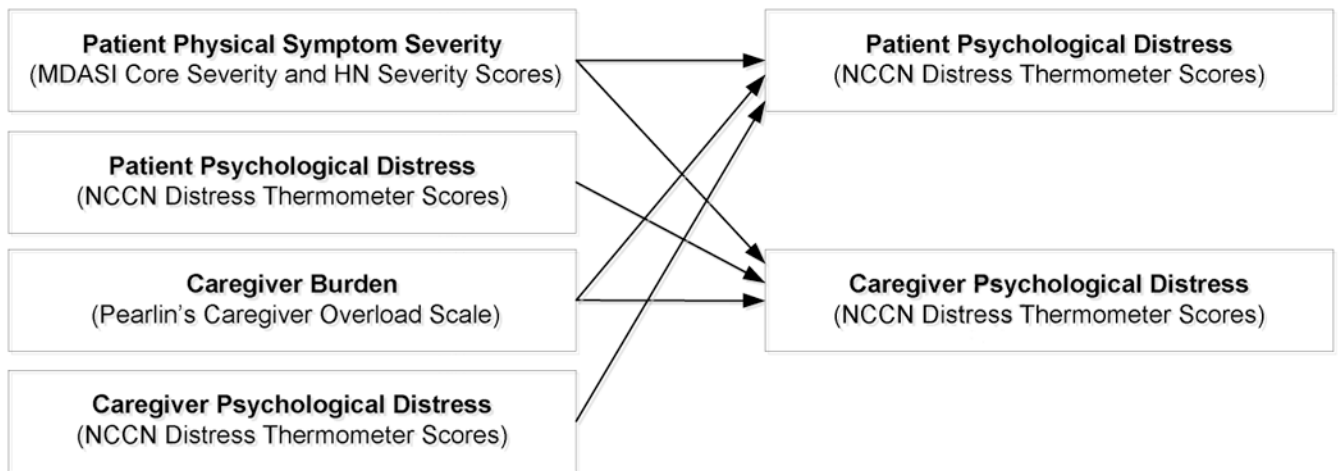 Patient Physical Symptom Severity
(MDASI Core Severity and HN Severity Scores)
Patient Psychological Distress
(NCCN Distress Thermometer Scores)
Caregiver Burden
(Pearlin's Caregiver Overload Scale)
Caregiver Psychological Distress
(NCCN Distress Thermometer Scores)
Patient Psychological Distress
(NCCN Distress Thermometer Scores)
Caregiver Psychological Distress
(NCCN Distress Thermometer Scores)